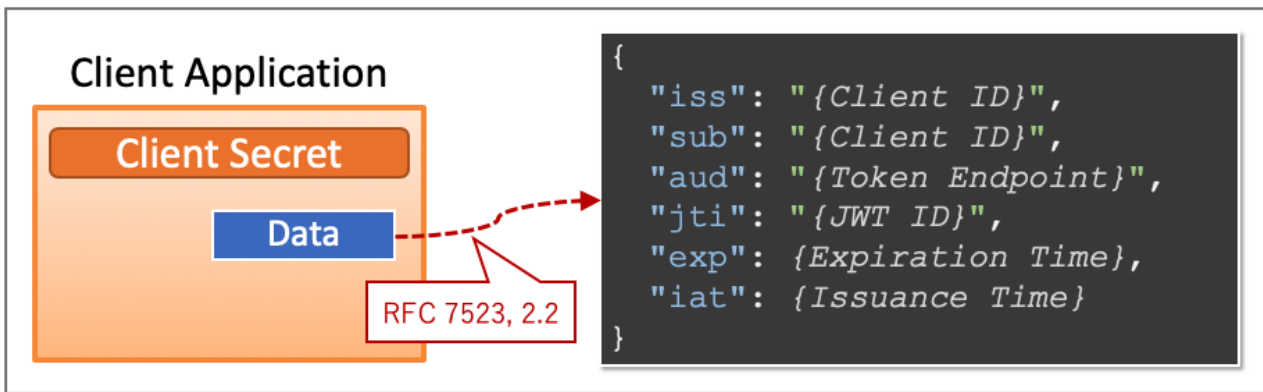 Client Application
Client Secret
Data
RFC 7523, 2.2
{
"iss": "{Client ID}",
"sub": "{Client ID}",
"aud": "{Token Endpoint}",
"jti": "{JWT ID}",
"exp": {Expiration Time},
"iat": {Issuance Time}
}